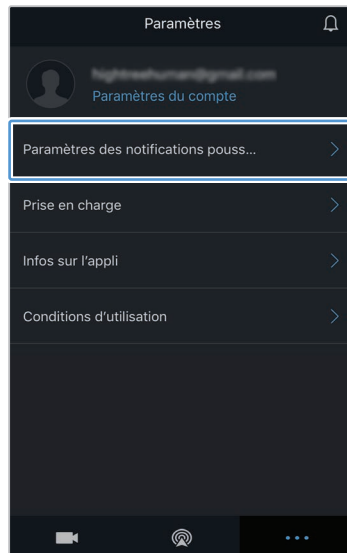 Paramètres
Paramètres du compte
Paramètres des notifications pouss...
Prise en charge
Infos sur l'appli
Conditions d'utilisation